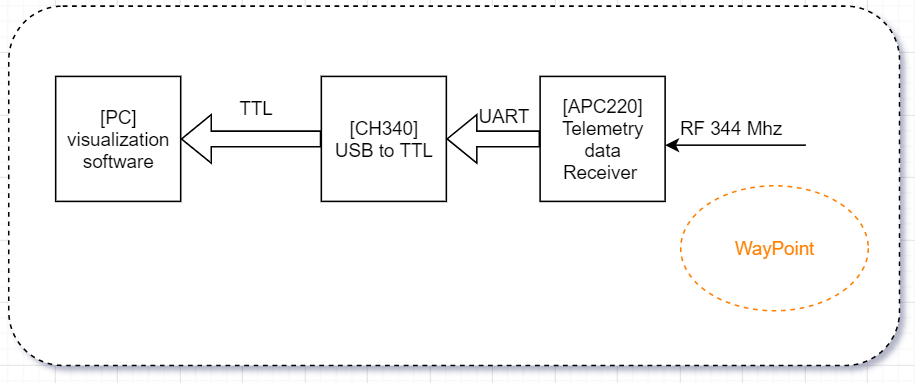 [PC]
visualization
software
TTL
[CH340]
USB to TTL
UART
[APC220]
Telemetry
data
Receiver
RF 344 Mhz
WayPoint